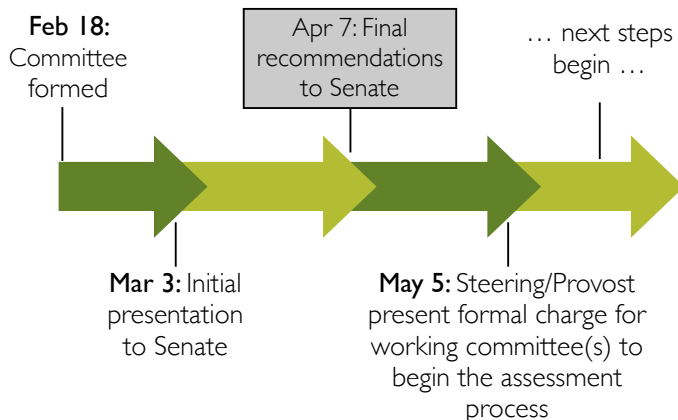 Feb 18:
Committee
formed
Apr 7: Final
recommendations
to Senate
… next steps
begin …
Mar 3: Initial
presentation
to Senate
May 5: Steering/Provost
present formal charge for
working committee(s) to
begin the assessment
process